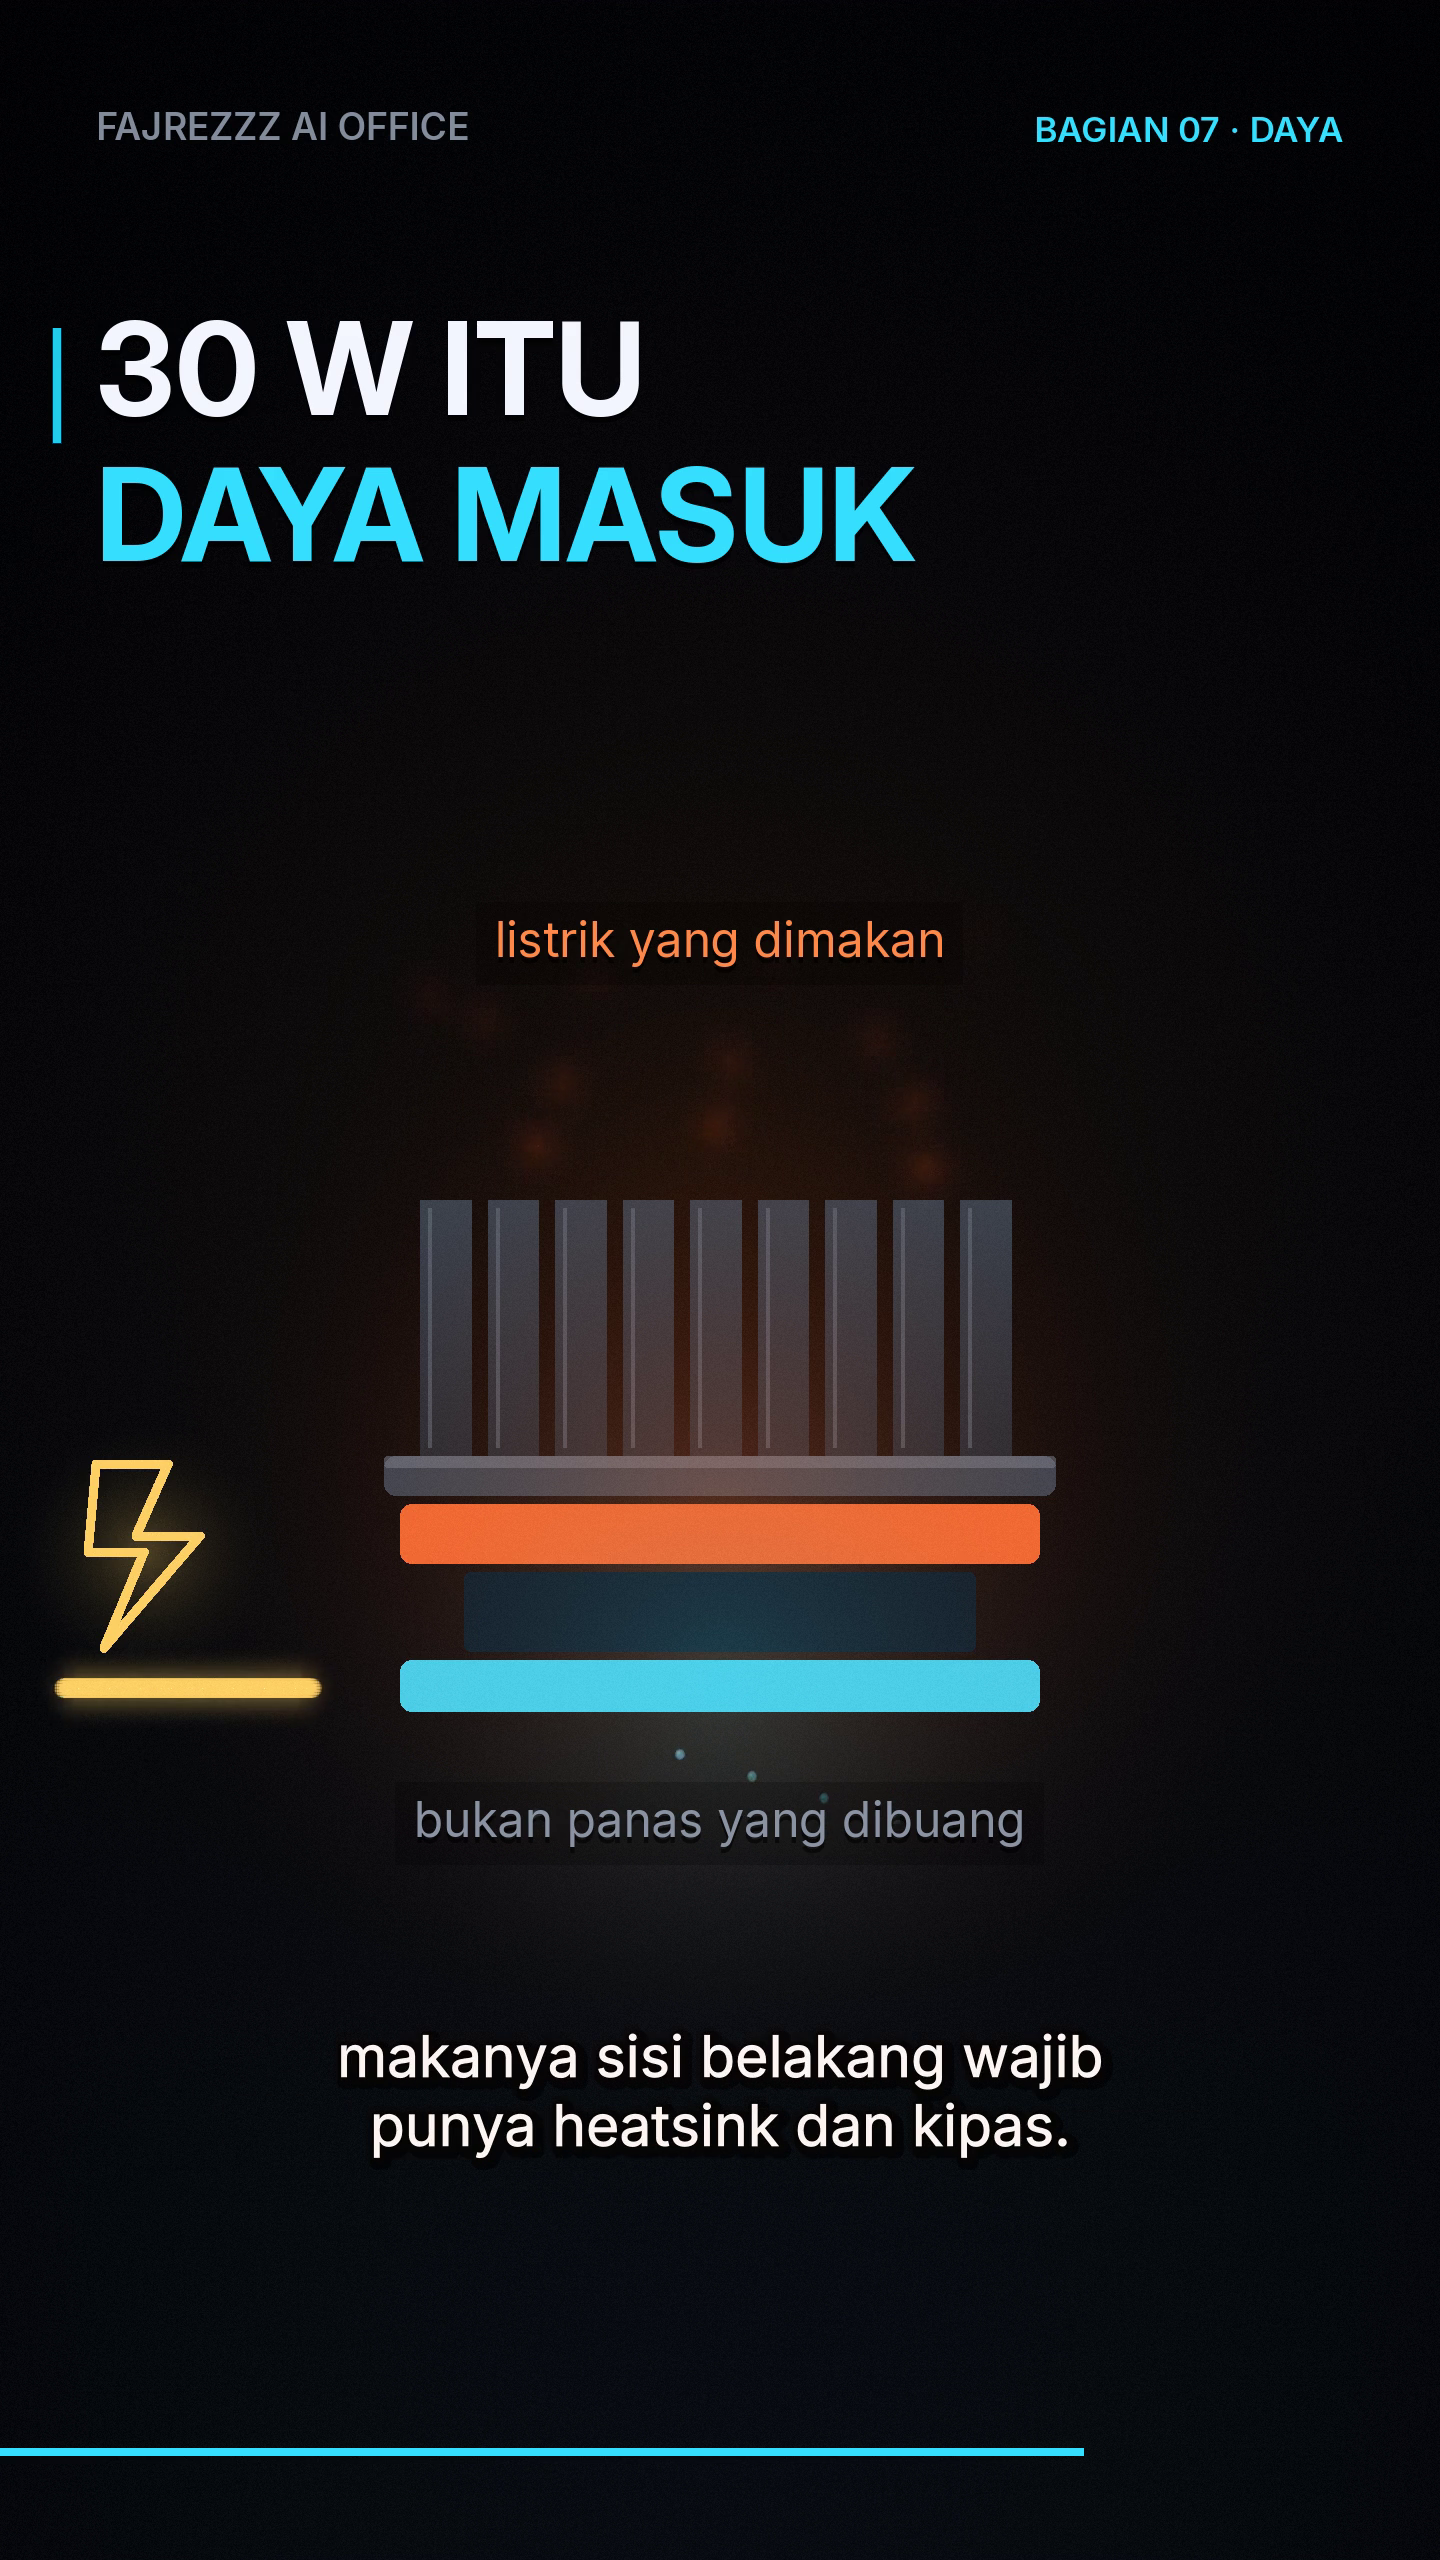 FAJREZZZ AI OFFICE
BAGIAN 07 · DAYA
30 W ITU
DAYA MASUK
listrik yang dimakan
bukan panas yang dibuang
makanya sisi belakang wajib
punya heatsink dan kipas.